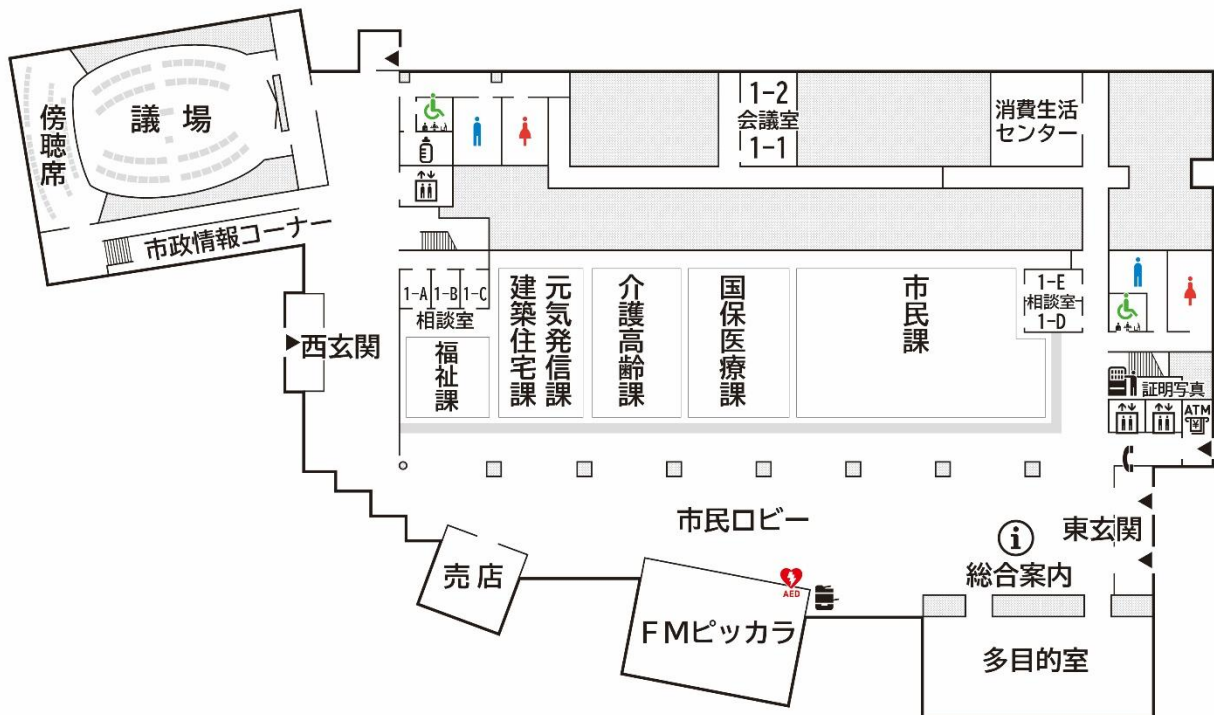 傍聴席
議場
市政情報コーナー
1-2
会議室
1-1
消費生活
センター
1-A
1-B
1-C
相談室
福祉課
建築住宅課
元気発信課
介護高齢課
国保医療課
市民課
1-E
相談室
1-D
証明写真
ATM
¥
西玄関
市民ロビー
東玄関
i
総合案内
売店
AED
FMピッカラ
多目的室